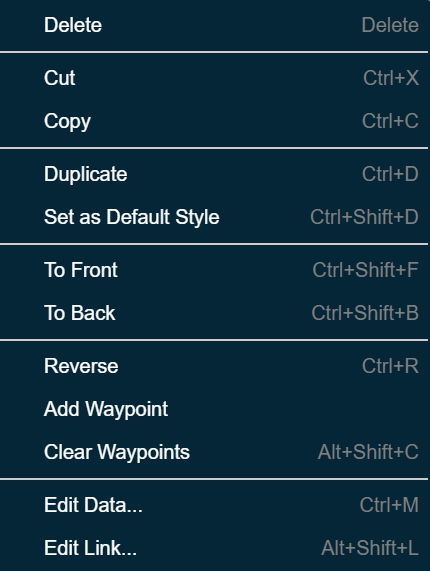 Delete Delete
Cut Ctrl+X
Copy Ctrl+C
Duplicate Ctrl+D
Set as Default Style Ctrl+Shift+D
To Front Ctrl+Shift+F
To Back Ctrl+Shift+B
Reverse Ctrl+R
Add Waypoint
Clear Waypoints Alt+Shift+C
Edit Data... Ctrl+M
Edit Link... Alt+Shift+L